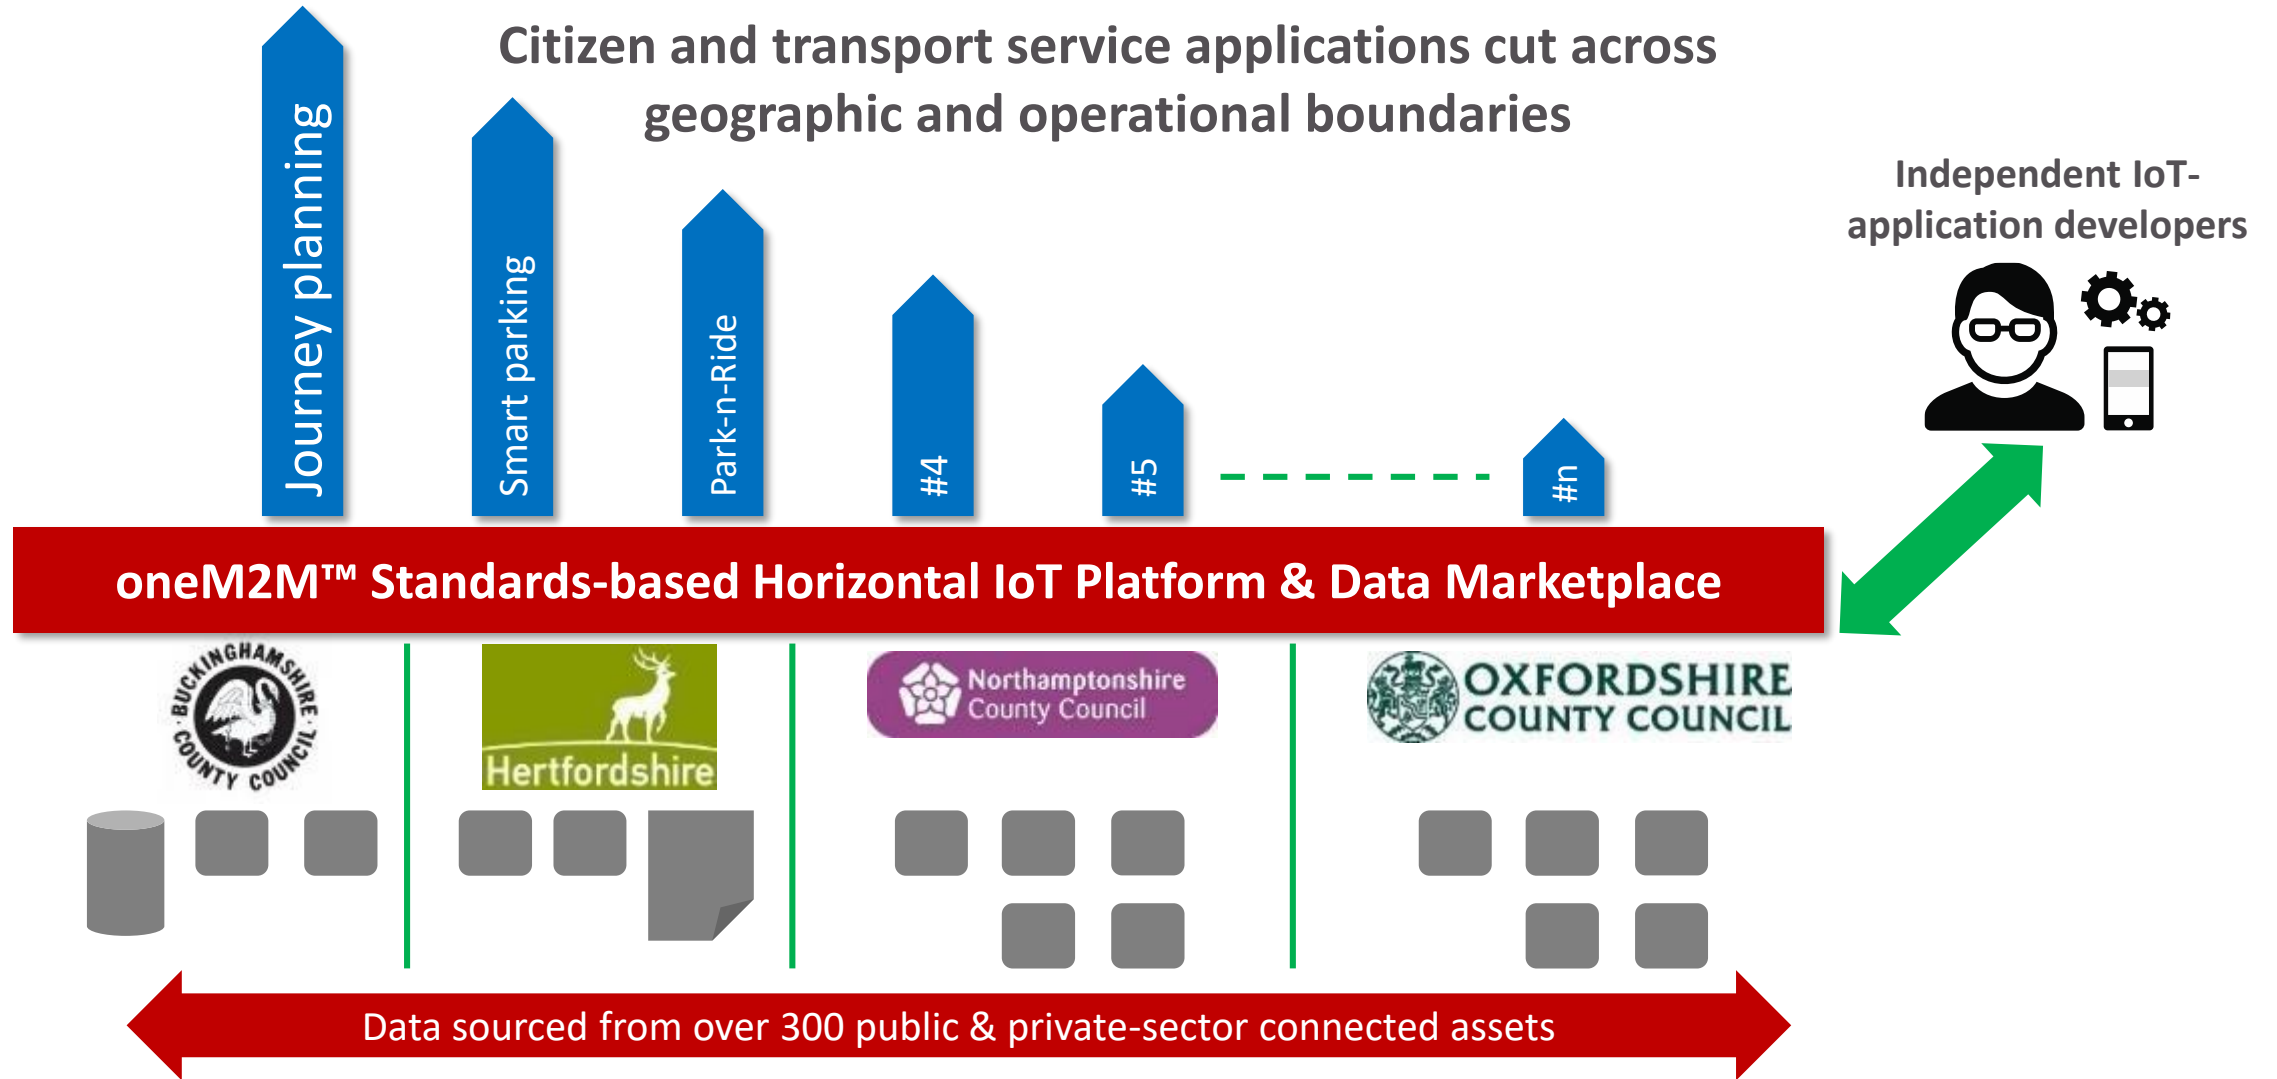 Citizen and transport service applications cut across
geographic and operational boundaries
Independent IoT-
application developers
Journey planning
Smart parking
Park-n-Ride
#4
#5
#n
oneM2M™ Standards-based Horizontal IoT Platform & Data Marketplace
BUCKINGHAMSHIRE
COUNTY COUNCIL
Hertfordshire
Northamptonshire
County Council
OXFORDSHIRE
COUNTY COUNCIL
Data sourced from over 300 public & private-sector connected assets